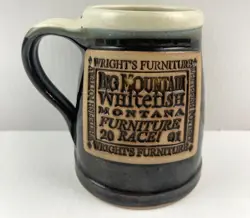 WRIGHT'S FURNITURE
BIG MOUNTAIN
Whitefish
MONTANA
FURNITURE
20 RACE! 01
WRIGHT'S FURNITURE